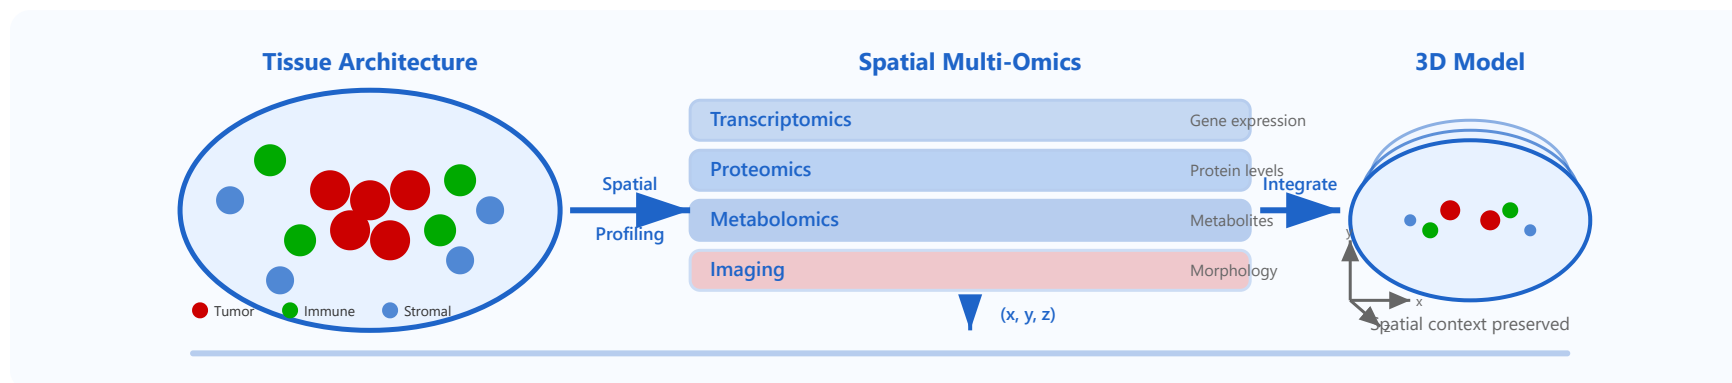 Tissue Architecture
Tumor
Immune
Stromal
Spatial
Profiling
Spatial Multi-Omics
Transcriptomics
Gene expression
Proteomics
Protein levels
Metabolomics
Metabolites
Imaging
Morphology
(x, y, z)
Integrate
3D Model
y
x
z
Spatial context preserved